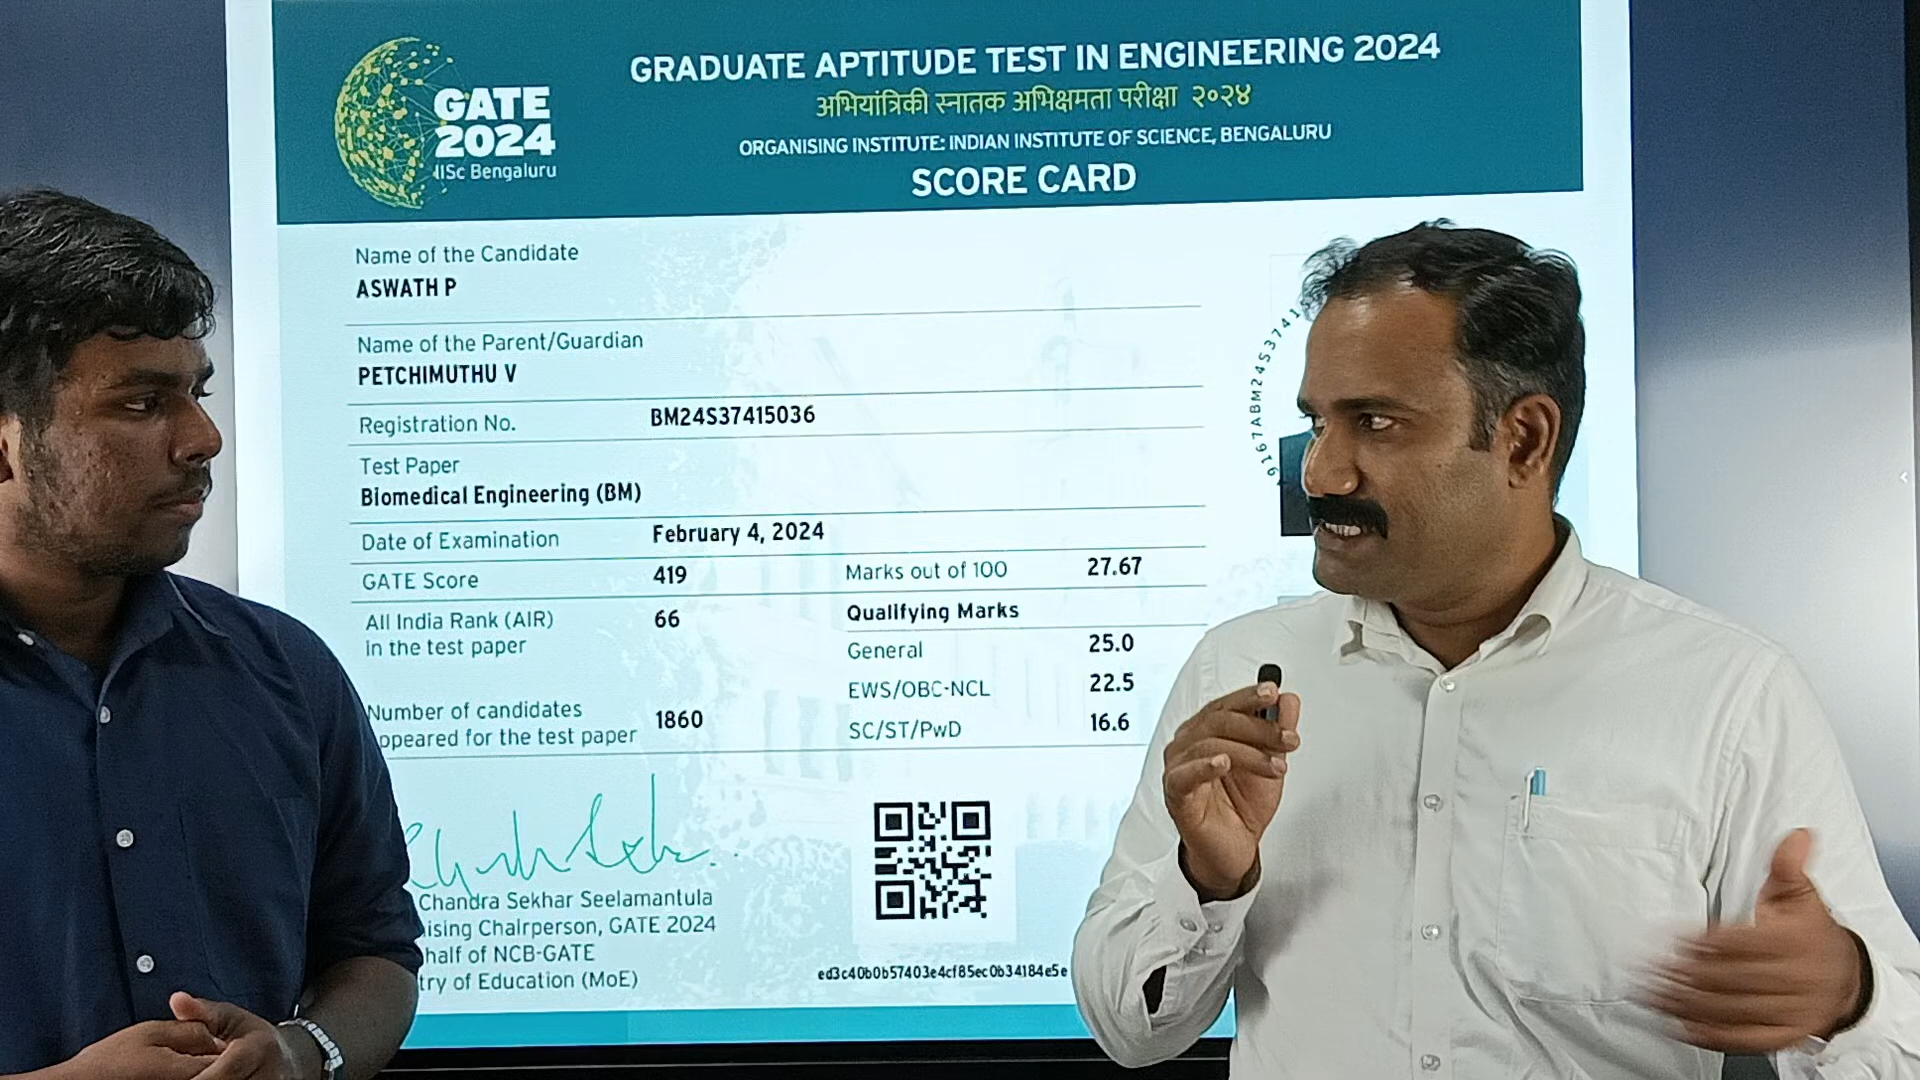 GATE
2024
IISc Bengaluru
GRADUATE APTITUDE TEST IN ENGINEERING 2024
अभियांत्रिकी स्नातक अभिक्षमता परीक्षा २०२४
ORGANISING INSTITUTE: INDIAN INSTITUTE OF SCIENCE, BENGALURU
SCORE CARD
Name of the Candidate
ASWATH P
Name of the Parent/Guardian
PETCHIMUTHU V
Registration No. BM24S37415036
Test Paper
Biomedical Engineering (BM)
Date of Examination February 4, 2024
GATE Score 419 Marks out of 100 27.67
All India Rank (AIR) 66
in the test paper
Qualifying Marks
General 25.0
EWS/OBC-NCL 22.5
SC/ST/PwD 16.6
Number of candidates 1860
ppeared for the test paper
Chandra Sekhar Seelamantula
ising Chairperson, GATE 2024
half of NCB-GATE
try of Education (MoE)
ed3c40b0b57403e4cf85ec0b34184e5e
9167ABM24S3741